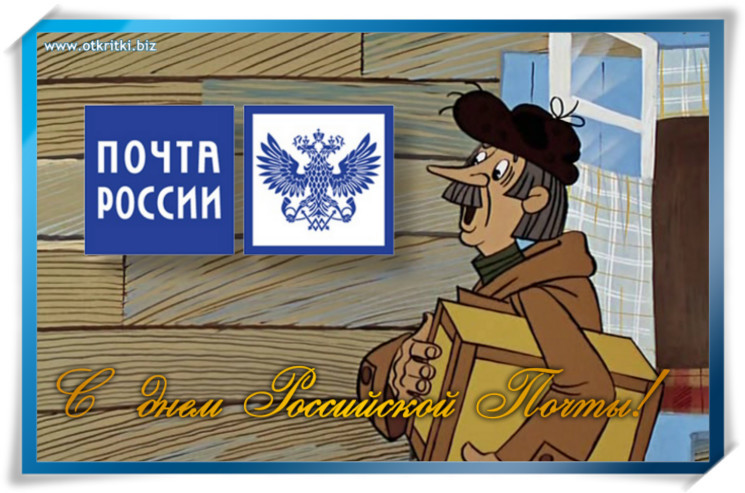 www.otkritki.biz
ПОЧТА
РОССИИ
С днем Российской Почты!